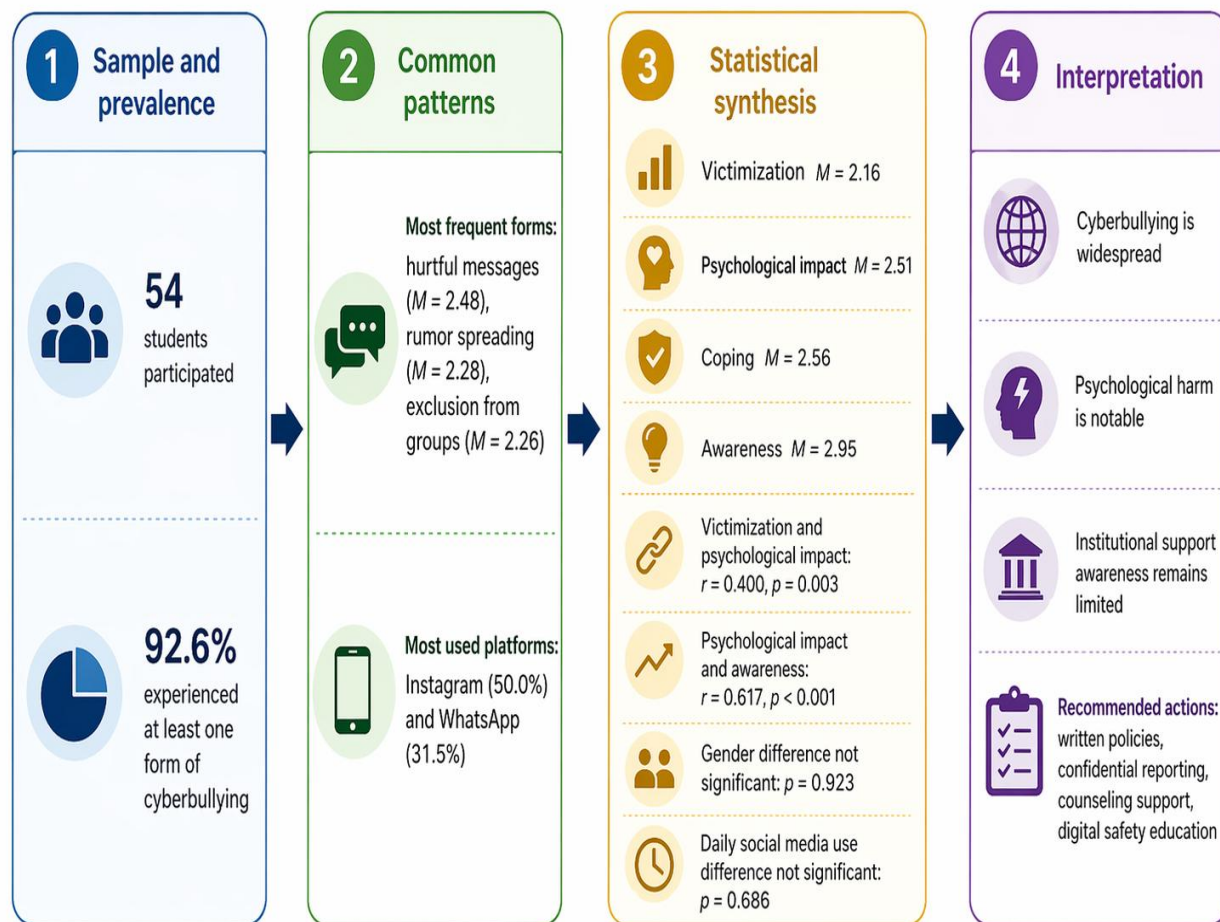 1
Sample and
prevalence
54
students
participated
92.6%
experienced
at least one
form of
cyberbullying
2
Common
patterns
Most frequent forms:
hurtful messages
(M = 2.48),
rumor spreading
(M = 2.28),
exclusion from
groups (M = 2.26)
Most used platforms:
Instagram (50.0%)
and WhatsApp
(31.5%)
3
Statistical
synthesis
Victimization M = 2.16
Psychological impact M = 2.51
Coping M = 2.56
Awareness M = 2.95
Victimization and
psychological impact:
r = 0.400, p = 0.003
Psychological impact
and awareness:
r = 0.617, p < 0.001
Gender difference not
significant: p = 0.923
Daily social media use
difference not significant:
p = 0.686
4
Interpretation
Cyberbullying is
widespread
Psychological harm
is notable
Institutional support
awareness remains
limited
Recommended actions:
written policies,
confidential reporting,
counseling support,
digital safety education